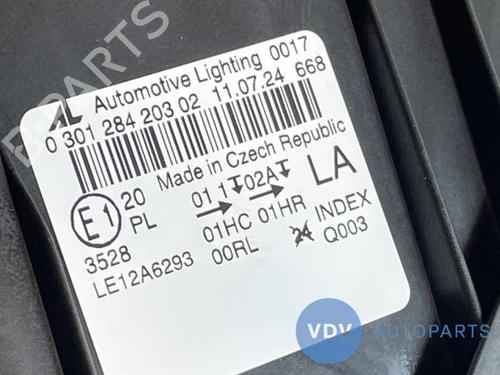 AL Automotive Lighting 0017
0 301 284 203 02 11.07.24 668
Made in Czech Republic
E1 20 01 1 02A LA
PL
3528 01HC 01HR
LE12A6293 00RL 24 INDEX
Q003
B-PARTS
VDV AUTOPARTS